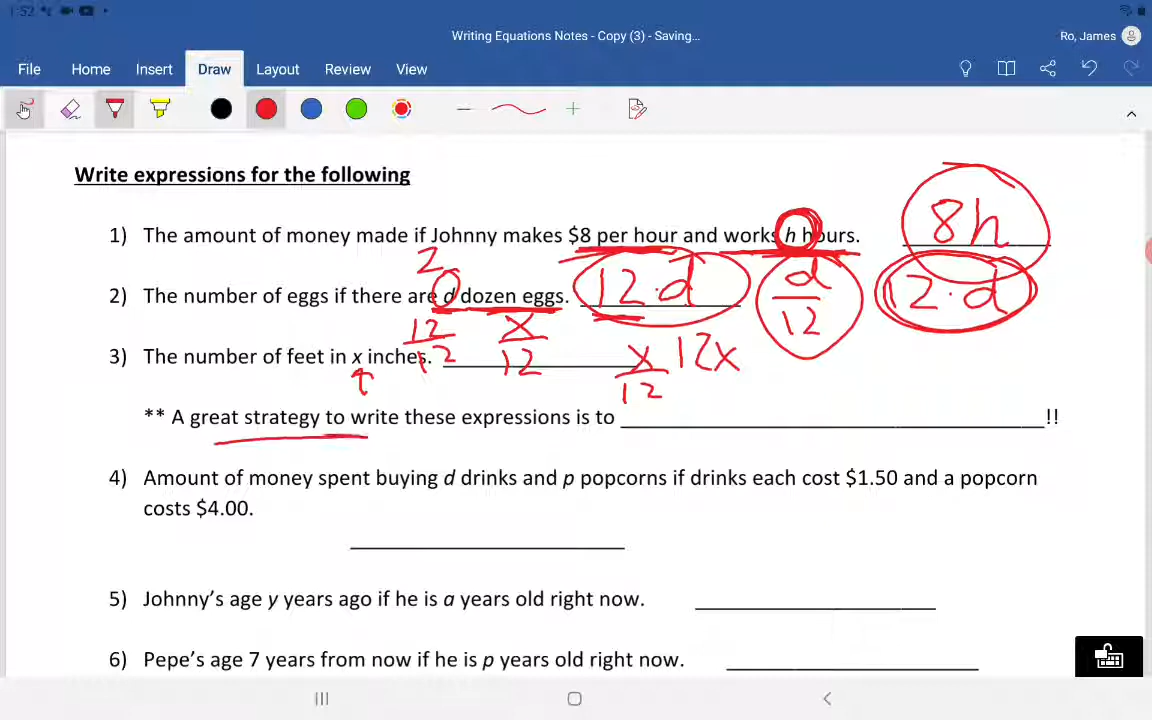 1:52
Writing Equations Notes - Copy (3) - Saving...
Ro, James
File Home Insert Draw Layout Review View
Write expressions for the following
1) The amount of money made if Johnny makes $8 per hour and works h hours. 8h
2
2) The number of eggs if there are d dozen eggs. 12·d d/12 2·d
12/12 x/12
3) The number of feet in x inches. x/12 12x
** A great strategy to write these expressions is to !!
4) Amount of money spent buying d drinks and p popcorns if drinks each cost $1.50 and a popcorn
costs $4.00.
5) Johnny's age y years ago if he is a years old right now.
6) Pepe's age 7 years from now if he is p years old right now.